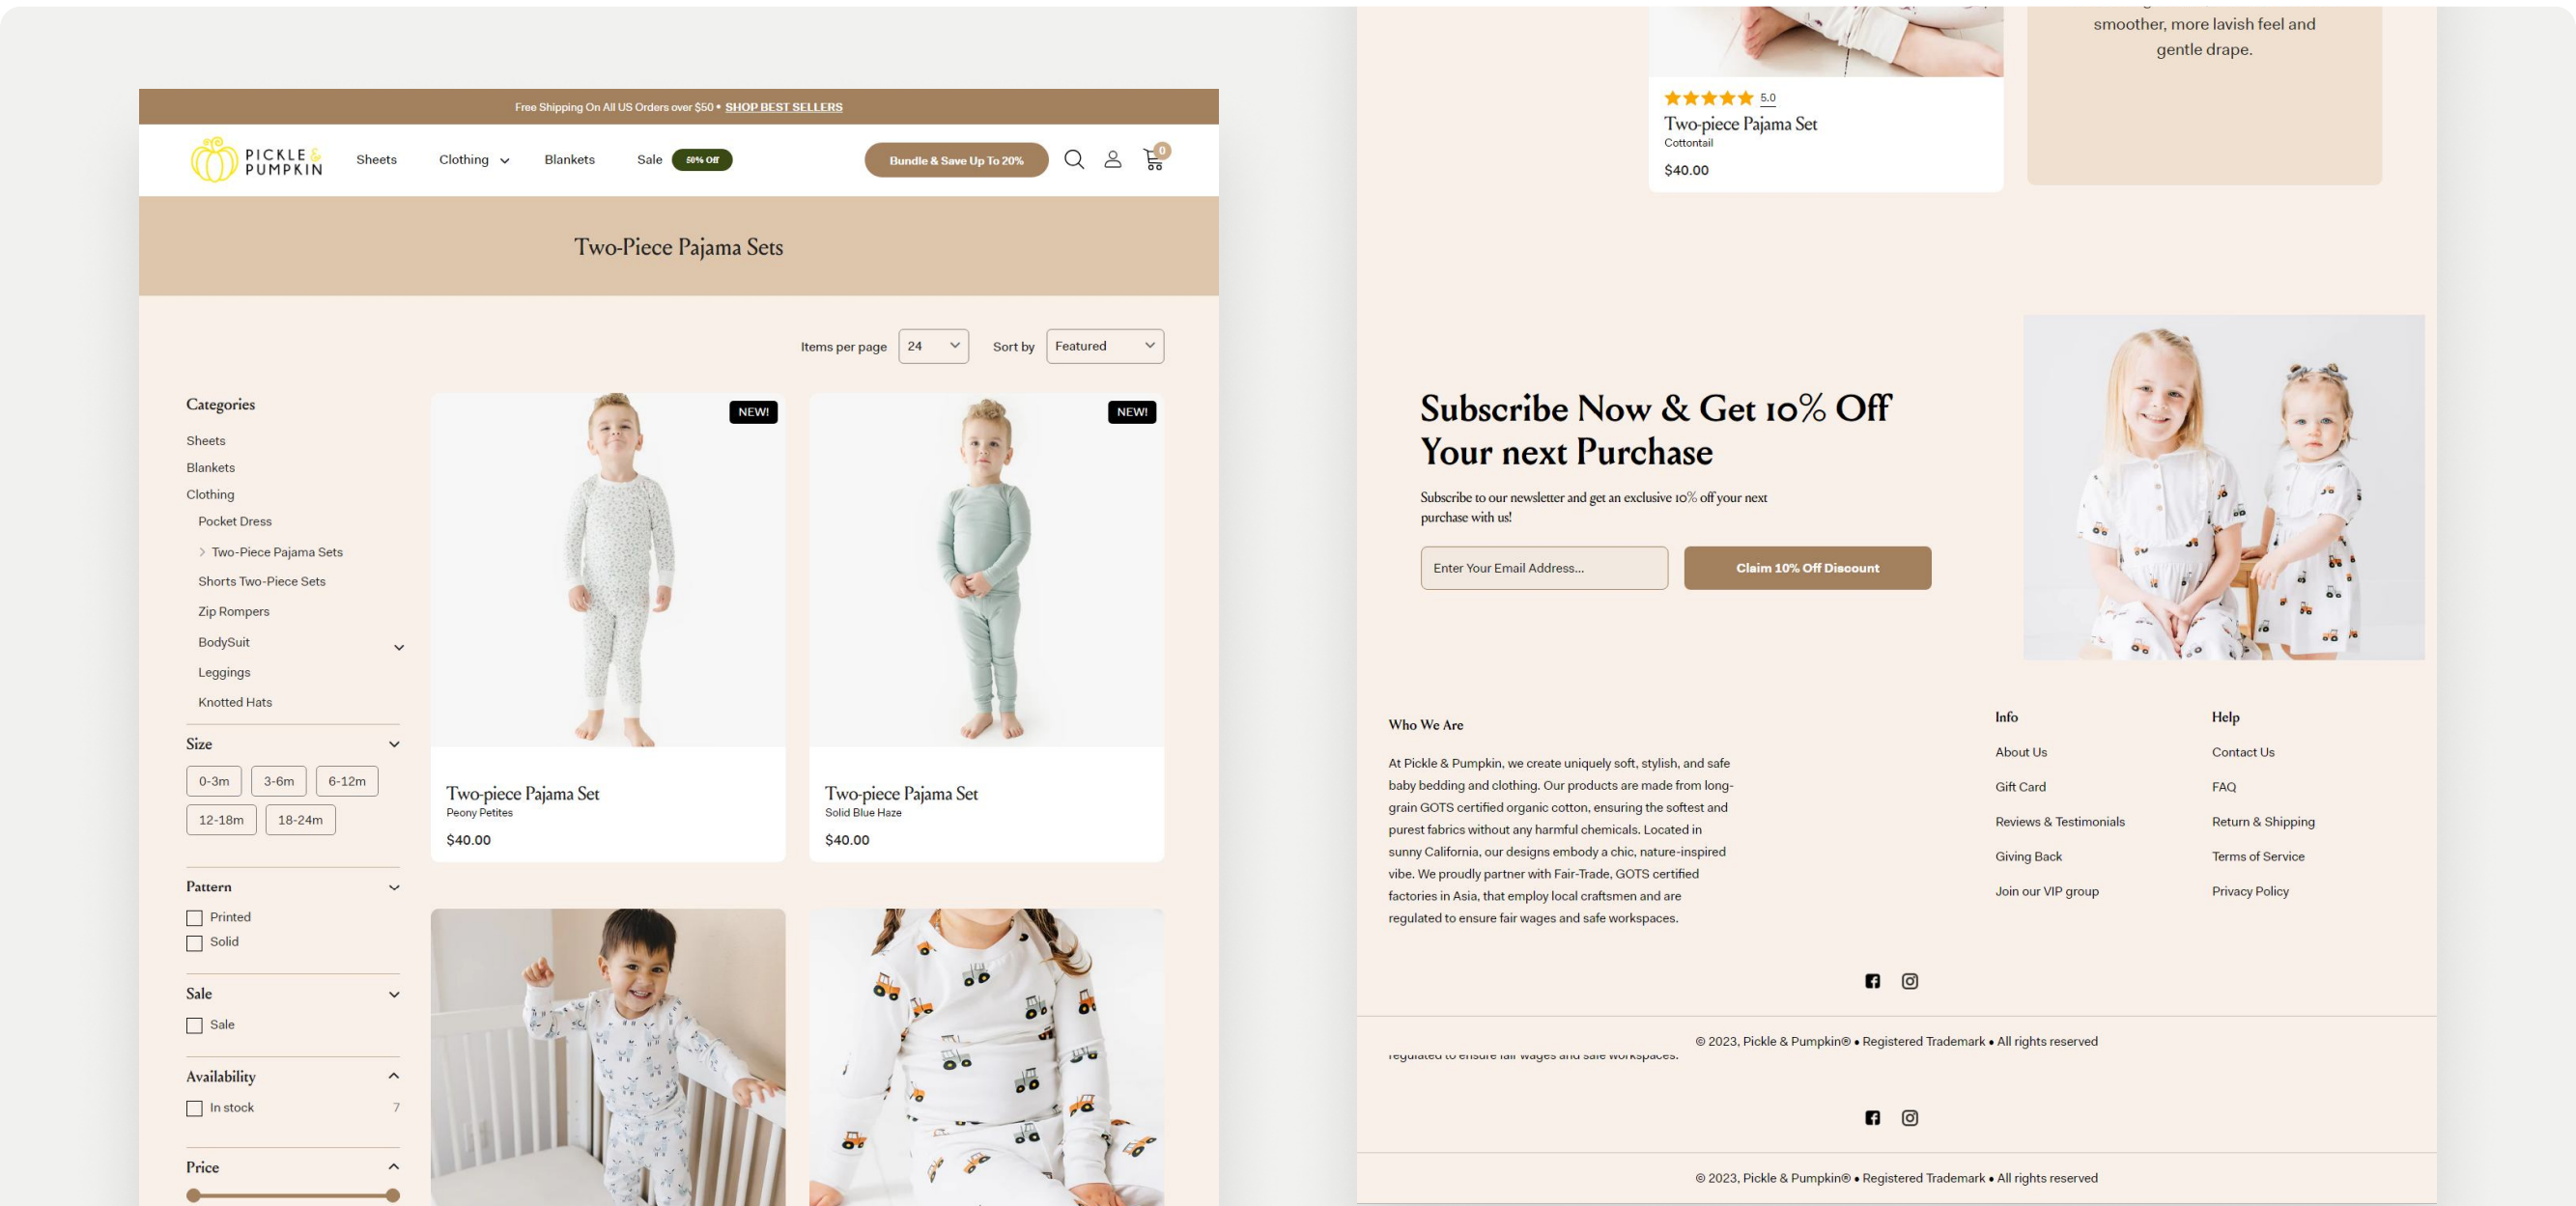 Free Shipping On All US Orders over $50 • SHOP BEST SELLERS
PICKLE &
PUMPKIN
Sheets
Clothing
Blankets
Sale
50% Off
Bundle & Save Up To 20%
0
Two-Piece Pajama Sets
Items per page
24
Sort by
Featured
Categories
Sheets
Blankets
Clothing
Pocket Dress
Two-Piece Pajama Sets
Shorts Two-Piece Sets
Zip Rompers
BodySuit
Leggings
Knotted Hats
Size
0-3m
3-6m
6-12m
12-18m
18-24m
Pattern
Printed
Solid
Sale
Sale
Availability
In stock
7
Price
NEW!
Two-piece Pajama Set
Peony Petites
$40.00
NEW!
Two-piece Pajama Set
Solid Blue Haze
$40.00
smoother, more lavish feel and
gentle drape.
5.0
Two-piece Pajama Set
Cottontail
$40.00
Subscribe Now & Get 10% Off
Your next Purchase
Subscribe to our newsletter and get an exclusive 10% off your next
purchase with us!
Enter Your Email Address...
Claim 10% Off Discount
Who We Are
At Pickle & Pumpkin, we create uniquely soft, stylish, and safe
baby bedding and clothing. Our products are made from long-
grain GOTS certified organic cotton, ensuring the softest and
purest fabrics without any harmful chemicals. Located in
sunny California, our designs embody a chic, nature-inspired
vibe. We proudly partner with Fair-Trade, GOTS certified
factories in Asia, that employ local craftsmen and are
regulated to ensure fair wages and safe workspaces.
Info
About Us
Gift Card
Reviews & Testimonials
Giving Back
Join our VIP group
Help
Contact Us
FAQ
Return & Shipping
Terms of Service
Privacy Policy
© 2023, Pickle & Pumpkin® • Registered Trademark • All rights reserved
regulated to ensure fair wages and safe workspaces.
© 2023, Pickle & Pumpkin® • Registered Trademark • All rights reserved